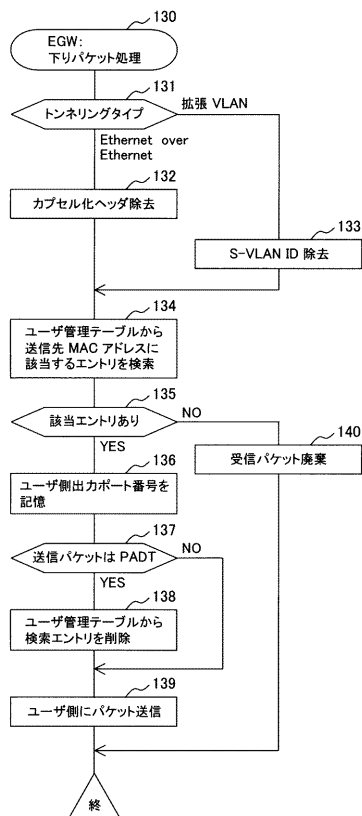 130
EGW:
下りパケット処理
131
トンネリングタイプ
拡張 VLAN
Ethernet over
Ethernet
132
カプセル化ヘッダ除去
133
S-VLAN ID 除去
134
ユーザ管理テーブルから
送信先 MAC アドレスに
該当するエントリを検索
135
該当エントリあり
NO
YES
140
受信パケット廃棄
136
ユーザ側出力ポート番号を
記憶
137
送信パケットは PADT
NO
YES
138
ユーザ管理テーブルから
検索エントリを削除
139
ユーザ側にパケット送信
終